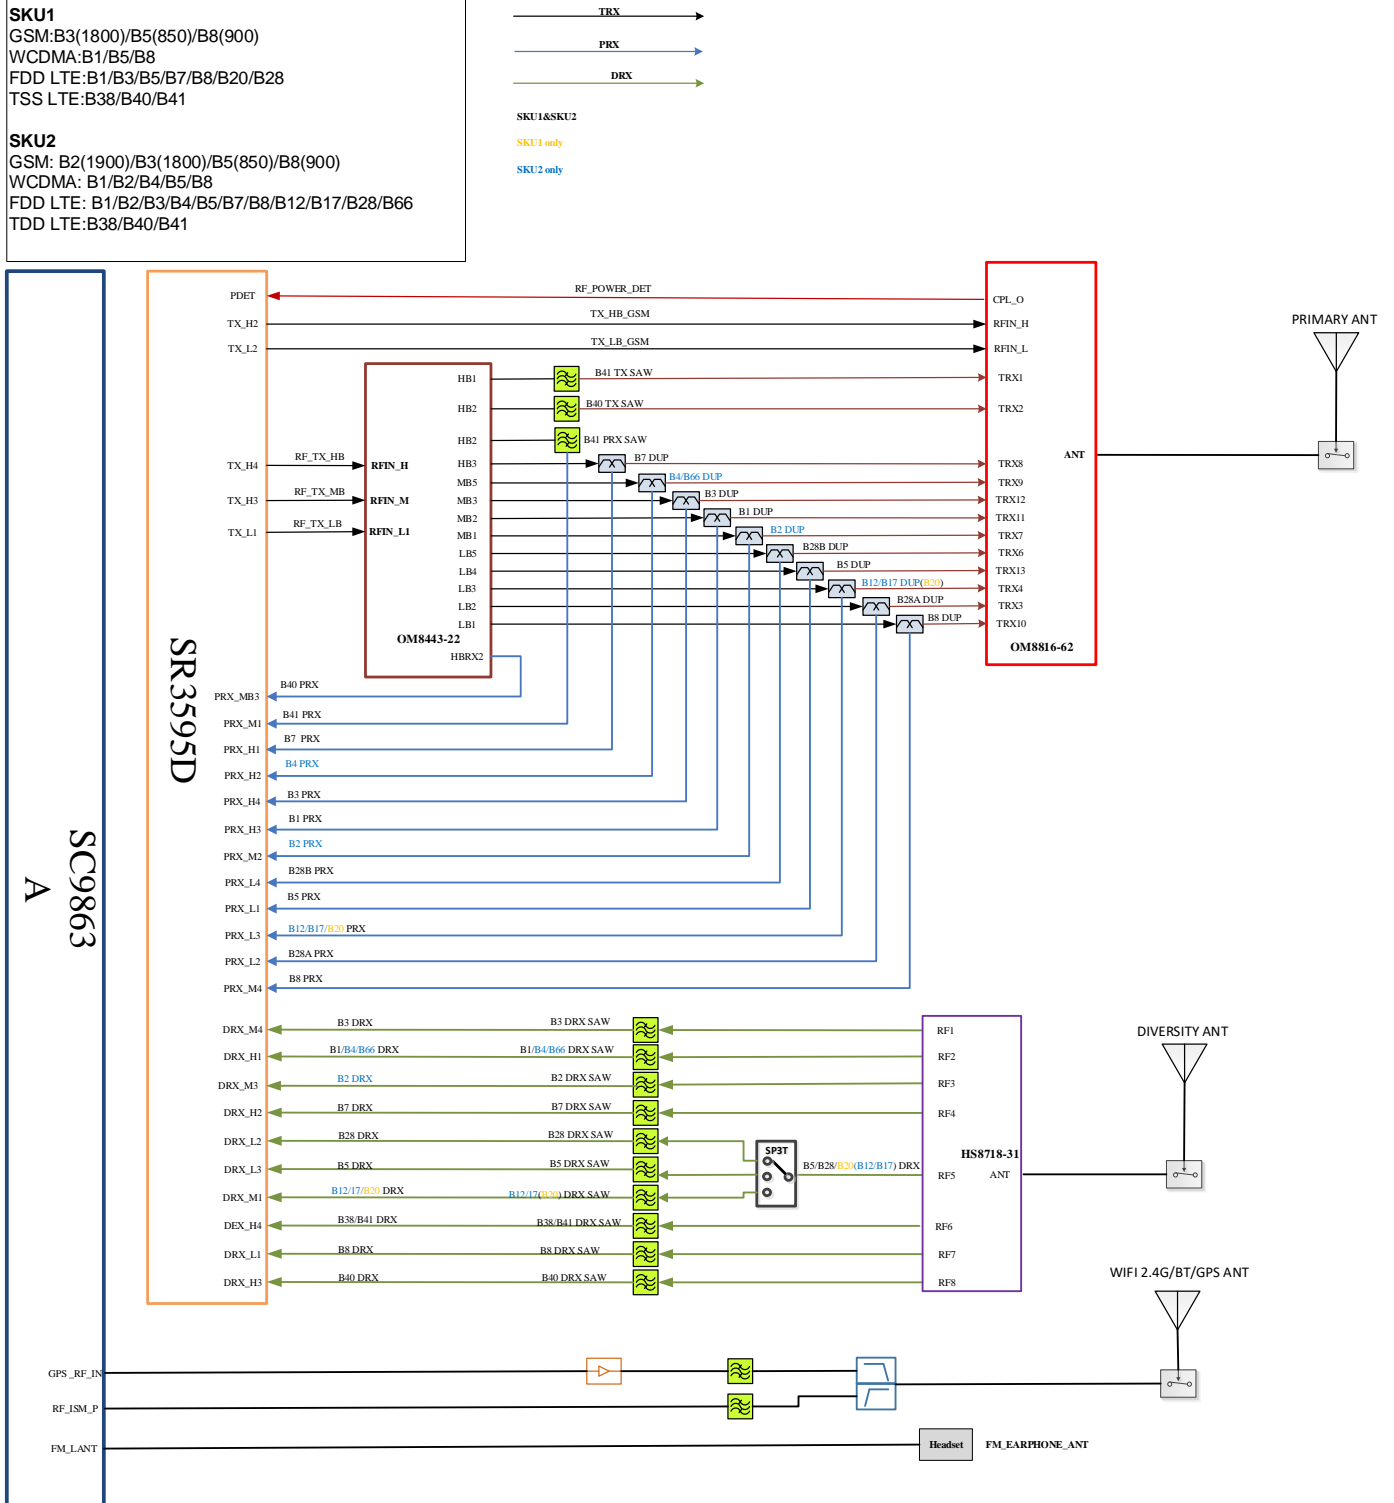 SKU1
GSM:B3(1800)/B5(850)/B8(900)
WCDMA:B1/B5/B8
FDD LTE:B1/B3/B5/B7/B8/B20/B28
TSS LTE:B38/B40/B41
SKU2
GSM: B2(1900)/B3(1800)/B5(850)/B8(900)
WCDMA: B1/B2/B4/B5/B8
FDD LTE: B1/B2/B3/B4/B5/B7/B8/B12/B17/B28/B66
TDD LTE:B38/B40/B41
TRX
PRX
DRX
SKU1&SKU2
SKU1 only
SKU2 only
SC9863
A
SR3595D
PDET
TX_H2
TX_L2
TX_H4
TX_H3
TX_L1
PRX_MB3
PRX_M1
PRX_H1
PRX_H2
PRX_H4
PRX_H3
PRX_M2
PRX_L4
PRX_L1
PRX_L3
PRX_L2
PRX_M4
DRX_M4
DRX_H1
DRX_M3
DRX_H2
DRX_L2
DRX_L3
DRX_M1
DEX_H4
DRX_L1
DRX_H3
RF_POWER_DET
TX_HB_GSM
TX_LB_GSM
RF_TX_HB
RF_TX_MB
RF_TX_LB
RFIN_H
RFIN_M
RFIN_L1
HB1
HB2
HB2
HB3
MB5
MB3
MB2
MB1
LB5
LB4
LB3
LB2
LB1
OM8443-22
HBRX2
B41 TX SAW
B40 TX SAW
B41 PRX SAW
B7 DUP
B4/B66 DUP
B3 DUP
B1 DUP
B2 DUP
B28B DUP
B5 DUP
B12/B17 DUP(B20)
B28A DUP
B8 DUP
CPL_O
RFIN_H
RFIN_L
TRX1
TRX2
TRX8
TRX9
TRX12
TRX11
TRX7
TRX6
TRX13
TRX4
TRX3
TRX10
ANT
OM8816-62
PRIMARY ANT
B40 PRX
B41 PRX
B7 PRX
B4 PRX
B3 PRX
B1 PRX
B2 PRX
B28B PRX
B5 PRX
B12/B17/B20 PRX
B28A PRX
B8 PRX
B3 DRX
B1/B4/B66 DRX
B2 DRX
B7 DRX
B28 DRX
B5 DRX
B12/17/B20 DRX
B38/B41 DRX
B8 DRX
B40 DRX
B3 DRX SAW
B1/B4/B66 DRX SAW
B2 DRX SAW
B7 DRX SAW
B28 DRX SAW
B5 DRX SAW
B12/17(B20) DRX SAW
B38/B41 DRX SAW
B8 DRX SAW
B40 DRX SAW
SP3T
B5/B28/B20(B12/B17) DRX
RF1
RF2
RF3
RF4
RF5
RF6
RF7
RF8
HS8718-31
ANT
DIVERSITY ANT
WIFI 2.4G/BT/GPS ANT
GPS_RF_IN
RF_ISM_P
FM_LANT
Headset
FM_EARPHONE_ANT